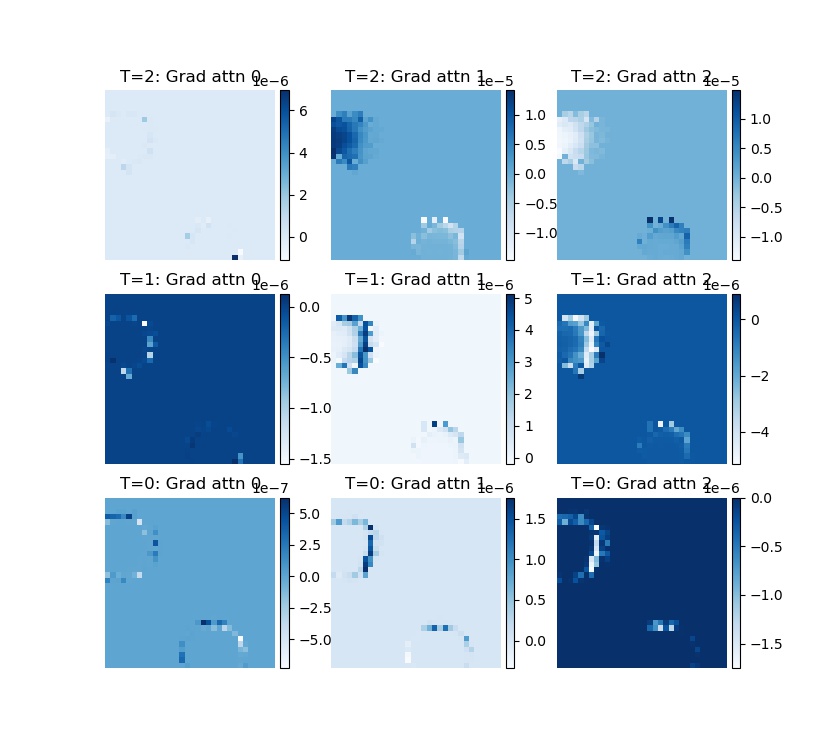 T=2: Grad attn 0
1e−6
6
4
2
0
T=2: Grad attn 1
1e−5
1.0
0.5
0.0
−0.5
−1.0
T=2: Grad attn 2
1e−5
1.0
0.5
0.0
−0.5
−1.0
T=1: Grad attn 0
1e−6
0.0
−0.5
−1.0
−1.5
T=1: Grad attn 1
1e−6
5
4
3
2
1
0
T=1: Grad attn 2
1e−6
0
−2
−4
T=0: Grad attn 0
1e−7
5.0
2.5
0.0
−2.5
−5.0
T=0: Grad attn 1
1e−6
1.5
1.0
0.5
0.0
T=0: Grad attn 2
1e−6
0.0
−0.5
−1.0
−1.5